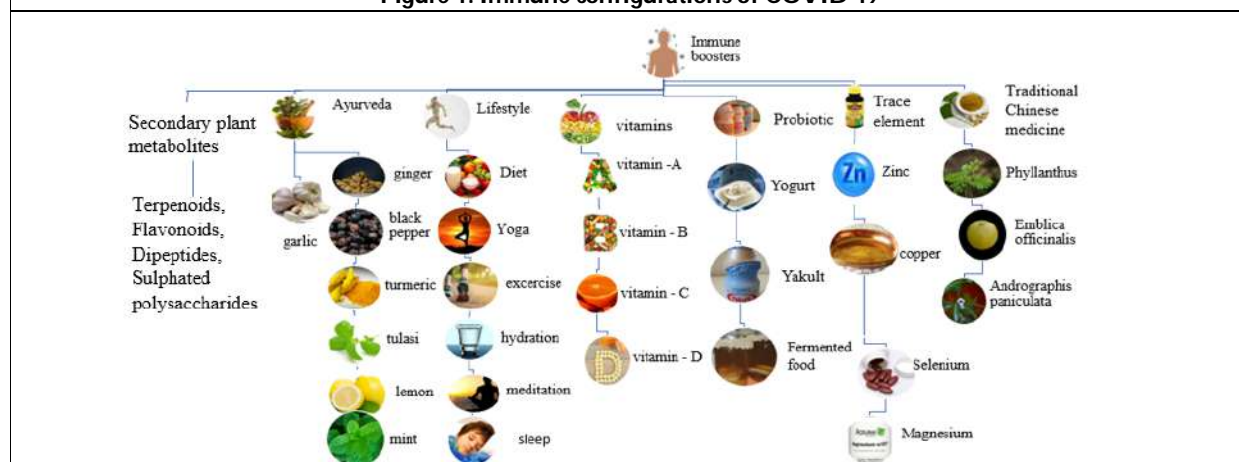 Figure 1: Immune configurations of COVID-19
Immune
boosters
Secondary plant
metabolites
Terpenoids,
Flavonoids,
Dipeptides,
Sulphated
polysaccharides
Ayurveda
garlic
ginger
black
pepper
turmeric
tulasi
lemon
mint
Lifestyle
Diet
Yoga
excercise
hydration
meditation
sleep
vitamins
vitamin -A
vitamin - B
vitamin - C
vitamin - D
Probiotic
Yogurt
Yakult
Fermented
food
Trace
element
Zn
Zinc
copper
Selenium
Magnesium
Traditional
Chinese
medicine
Phyllanthus
Emblica
officinalis
Andrographis
paniculata